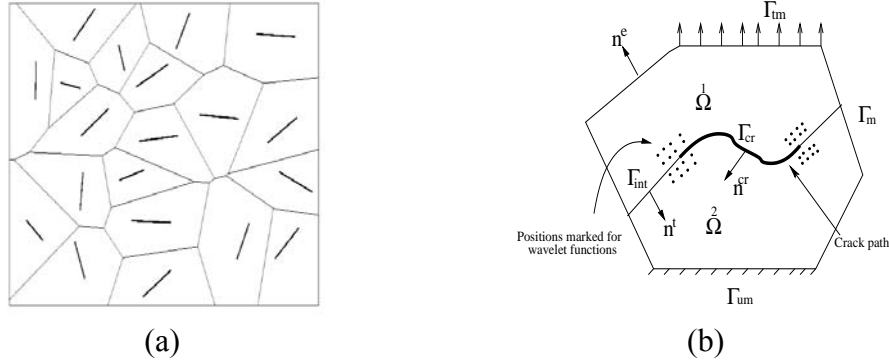 Γtm
n^e
Ω^1
Γcr
Γm
Γint
n^cr
n^t
Ω^2
Positions marked for
wavelet functions
Crack path
Γum
(a)
(b)